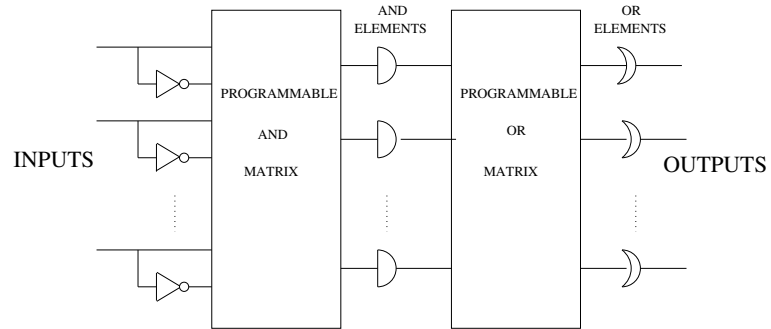 AND
ELEMENTS
OR
ELEMENTS
PROGRAMMABLE
AND
MATRIX
PROGRAMMABLE
OR
MATRIX
INPUTS
OUTPUTS